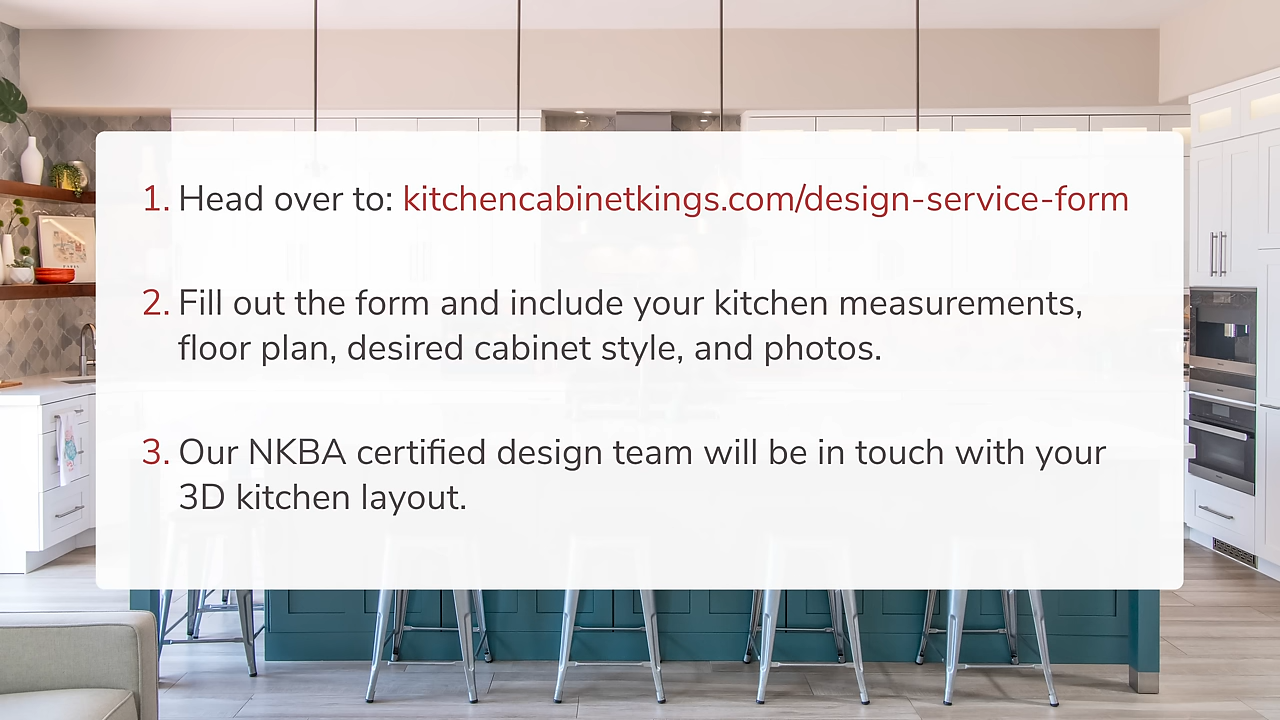 1. Head over to: kitchencabinetkings.com/design-service-form
2. Fill out the form and include your kitchen measurements,
floor plan, desired cabinet style, and photos.
3. Our NKBA certified design team will be in touch with your
3D kitchen layout.